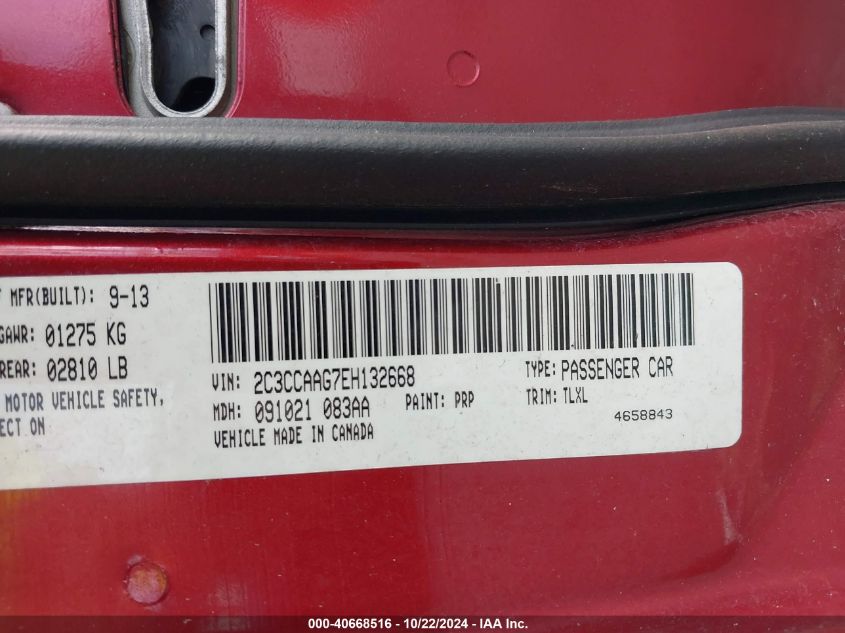 MFR(BUILT): 9-13
GAWR: 01275 KG
REAR: 02810 LB
MOTOR VEHICLE SAFETY,
ECT ON
VIN: 2C3CCAAG7EH132668
TYPE: PASSENGER CAR
MDH: 091021 083AA
PAINT: PRP
TRIM: TLXL
VEHICLE MADE IN CANADA
4658843
000-40668516 - 10/22/2024 - IAA Inc.